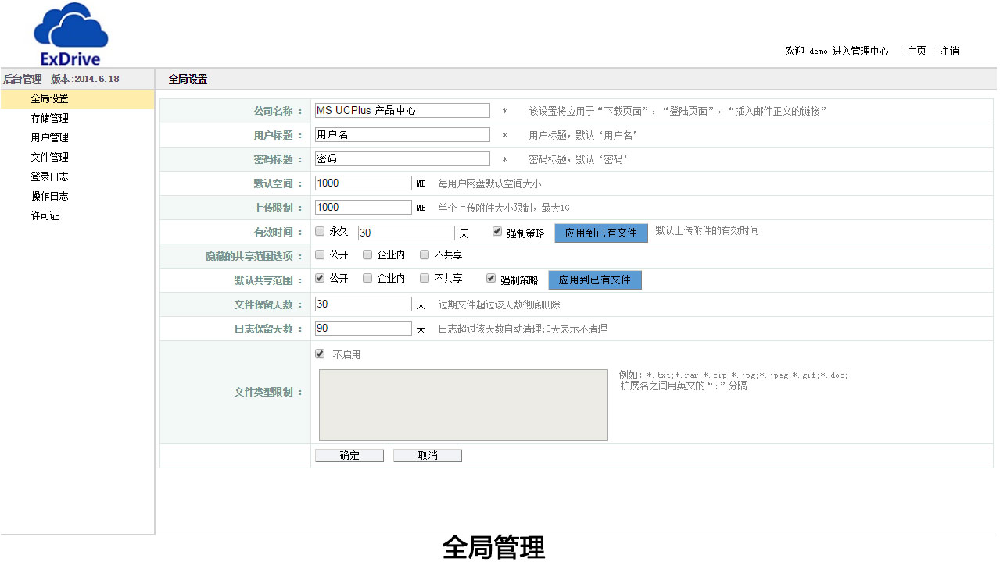 ExDrive
欢迎 demo 进入管理中心 | 主页 | 注销
后台管理 版本:2014.6.18
全局设置
全局设置
存储管理
用户管理
文件管理
登录日志
操作日志
许可证
公司名称 : MS UCPlus 产品中心 * 该设置将应用于“下载页面”,“登陆页面”,“插入邮件正文的链接”
用户标题 : 用户名 * 用户标题,默认‘用户名’
密码标题 : 密码 * 密码标题,默认‘密码’
默认空间 : 1000 MB 每用户网盘默认空间大小
上传限制 : 1000 MB 单个上传附件大小限制,最大1G
有效时间 : 永久 30 天 强制策略 应用到已有文件 默认上传附件的有效时间
隐藏的共享范围选项 : 公开 企业内 不共享
默认共享范围 : 公开 企业内 不共享 强制策略 应用到已有文件
文件保留天数 : 30 天 过期文件超过该天数彻底删除
日志保留天数 : 90 天 日志超过该天数自动清理;0天表示不清理
不启用
文件类型限制 : 例如: *.txt;*.rar;*.zip;*.jpg;*.jpeg;*.gif;*.doc;
扩展名之间用英文的“;”分隔
确定 取消
全局管理